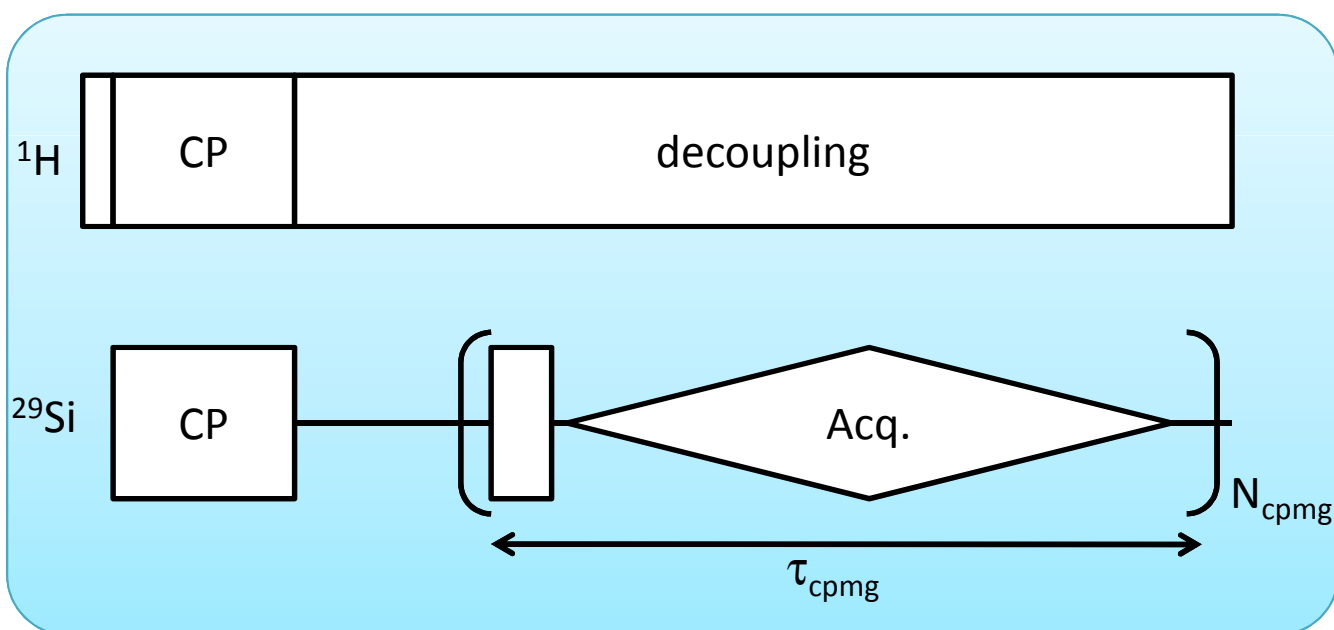 ¹H
CP
decoupling
²⁹Si
CP
Acq.
N_cpmg
τ_cpmg